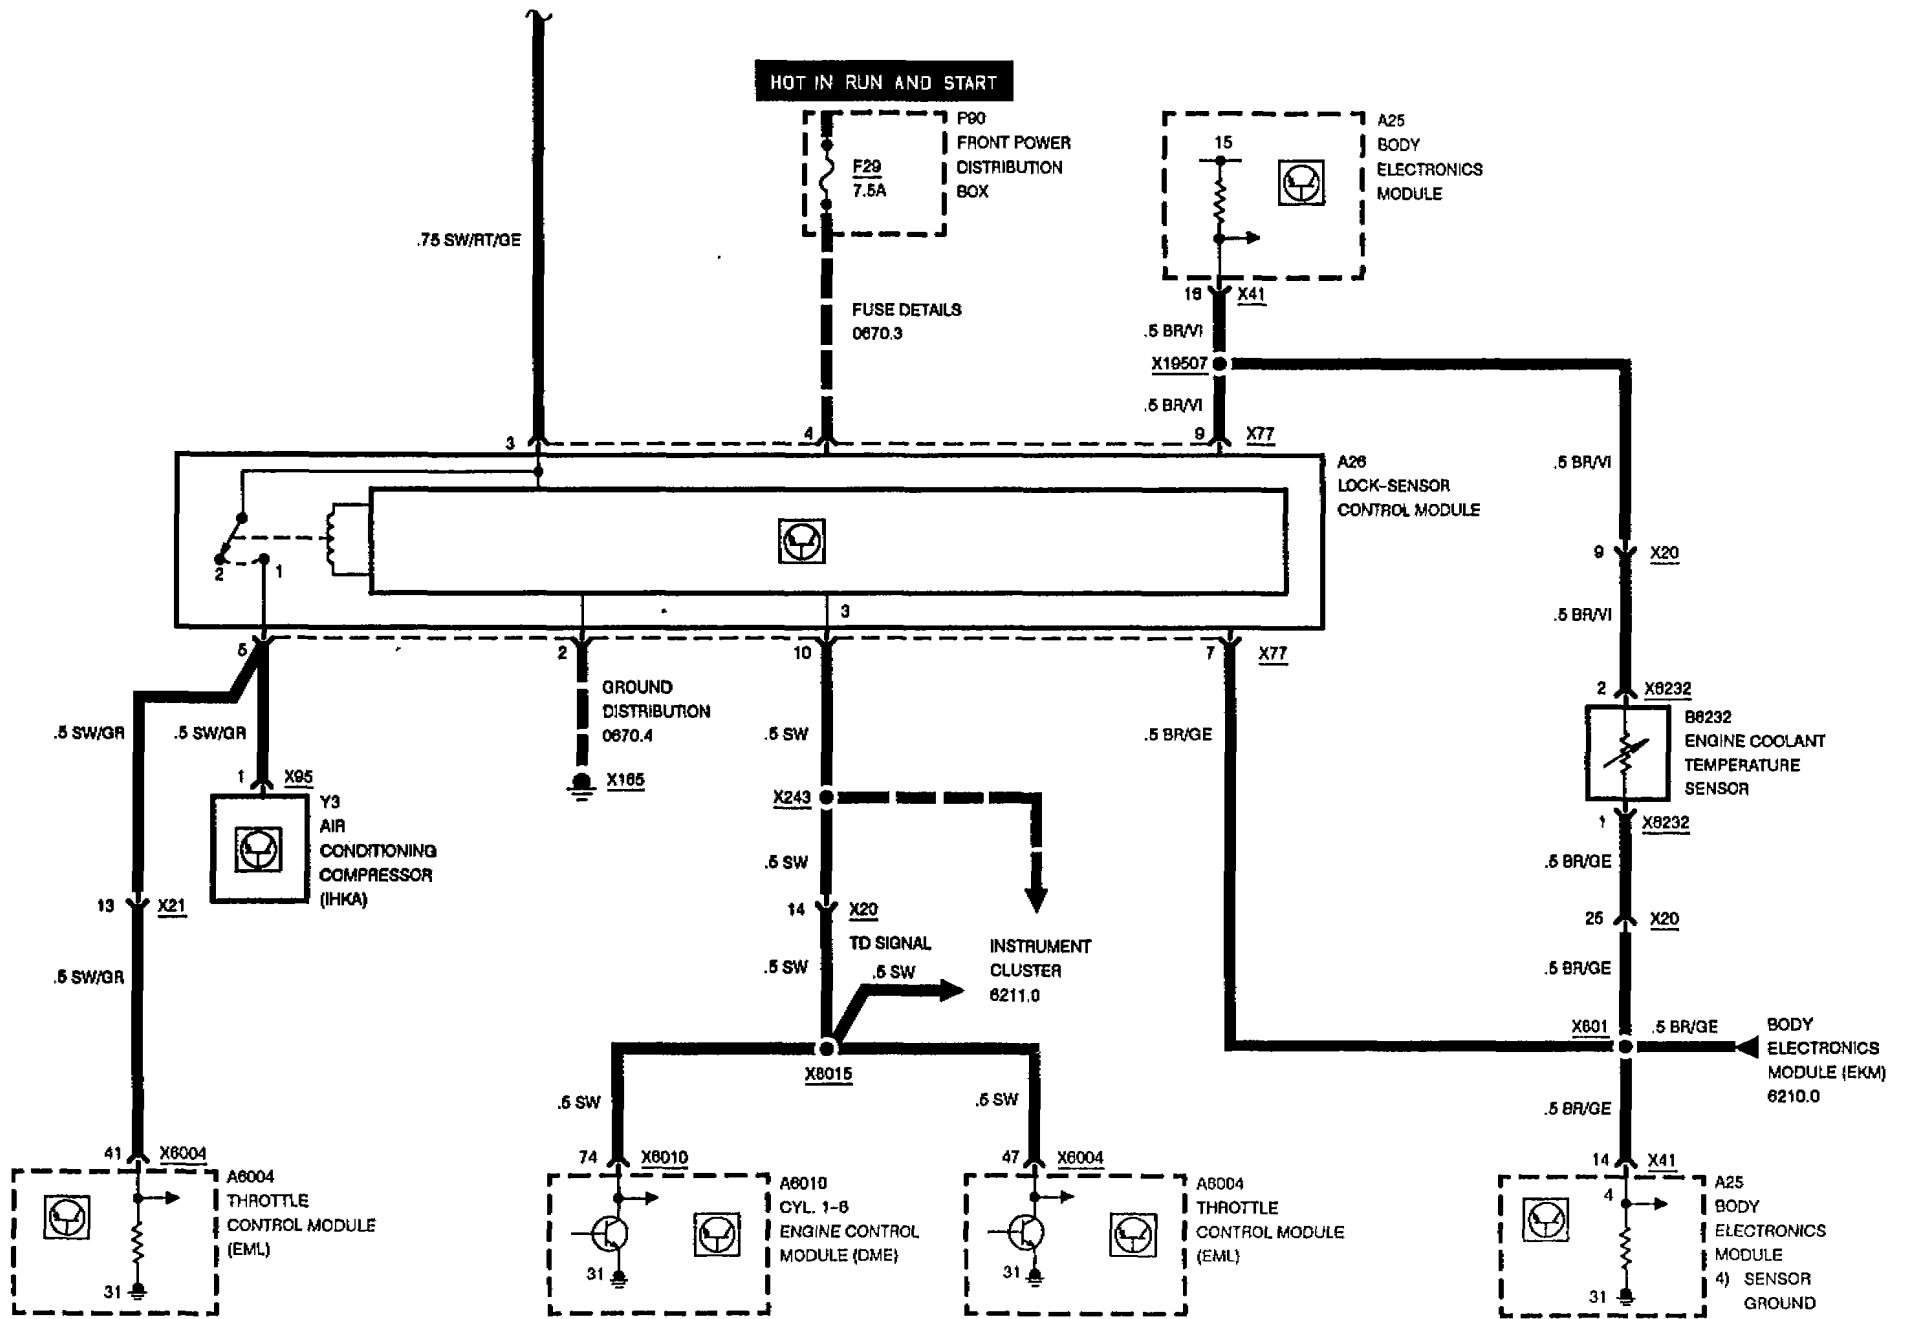 HOT IN RUN AND START
P90
FRONT POWER
DISTRIBUTION
BOX
F29
7.5A
A25
BODY
ELECTRONICS
MODULE
15
.75 SW/RT/GE
FUSE DETAILS
0670.3
16 X41
.5 BR/VI
X19507
.5 BR/VI
3
4
9 X77
A26
LOCK-SENSOR
CONTROL MODULE
.5 BR/VI
9 X20
.5 BR/VI
2
1
3
5
2
10
7 X77
GROUND
DISTRIBUTION
0670.4
X165
.5 SW/GR
.5 SW/GR
.5 SW
.5 BR/GE
2 X6232
B6232
ENGINE COOLANT
TEMPERATURE
SENSOR
1 X6232
1 X95
Y3
AIR
CONDITIONING
COMPRESSOR
(IHKA)
X243
.5 SW
.5 BR/GE
13 X21
14 X20
25 X20
TD SIGNAL
.5 SW
.5 SW
INSTRUMENT
CLUSTER
6211.0
.5 SW/GR
.5 BR/GE
X601
.5 BR/GE
BODY
ELECTRONICS
MODULE (EKM)
6210.0
X6015
.5 SW
.5 SW
.5 BR/GE
41 X6004
74 X6010
47 X6004
14 X41
A6004
THROTTLE
CONTROL MODULE
(EML)
31
A6010
CYL. 1-6
ENGINE CONTROL
MODULE (DME)
31
A6004
THROTTLE
CONTROL MODULE
(EML)
31
4
A25
BODY
ELECTRONICS
MODULE
4) SENSOR
GROUND
31